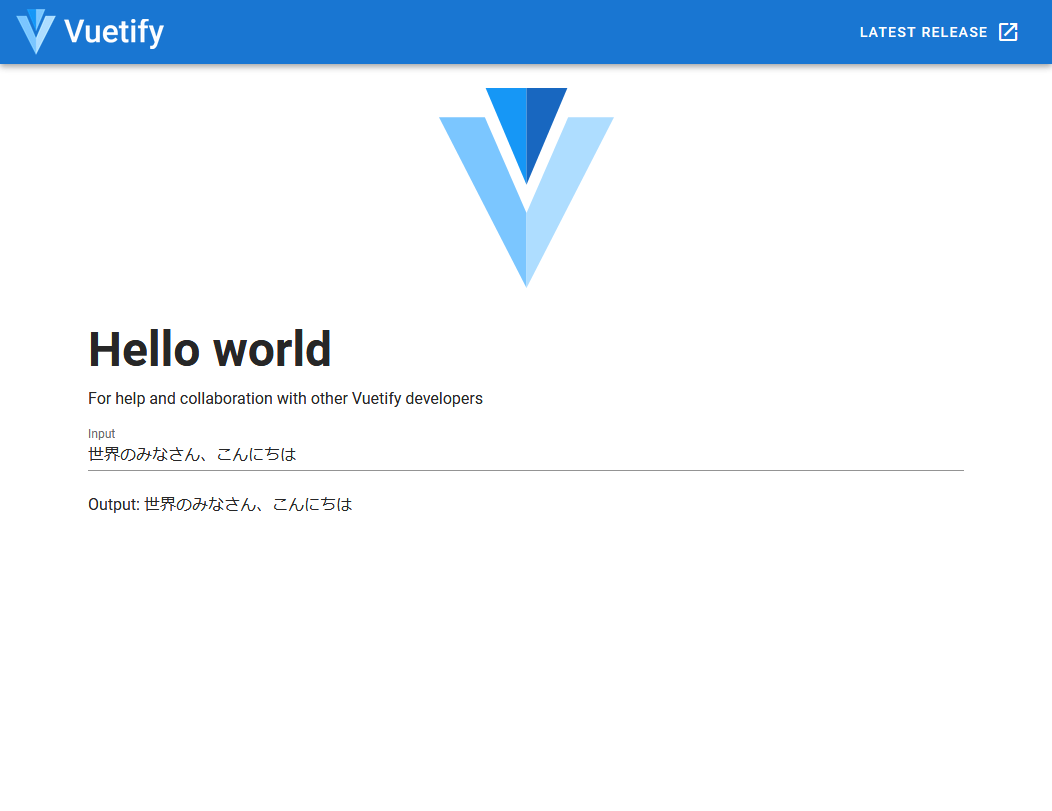 Vuetify
LATEST RELEASE
Hello world
For help and collaboration with other Vuetify developers
Input
世界のみなさん、こんにちは
Output: 世界のみなさん、こんにちは